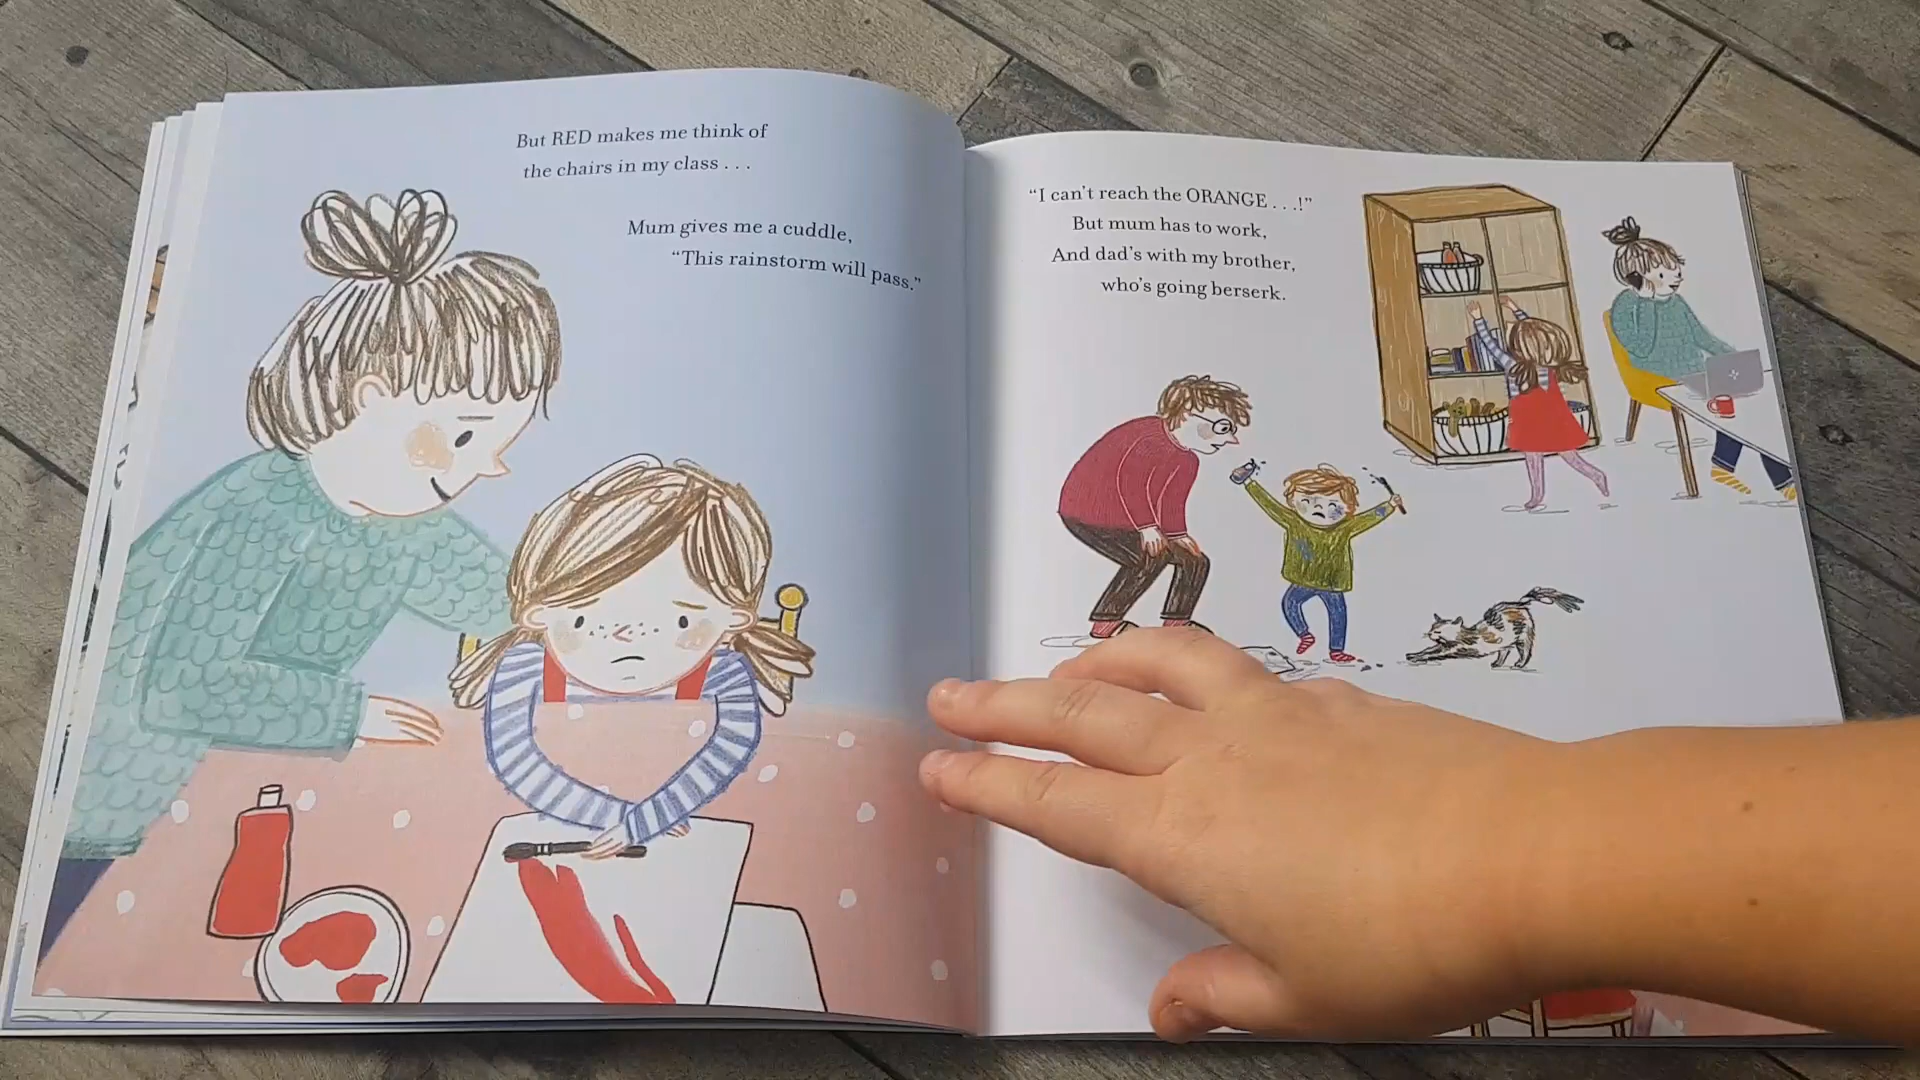 But RED makes me think of
the chairs in my class . . .
Mum gives me a cuddle,
“This rainstorm will pass.”
“I can’t reach the ORANGE . . .!”
But mum has to work,
And dad’s with my brother,
who’s going berserk.